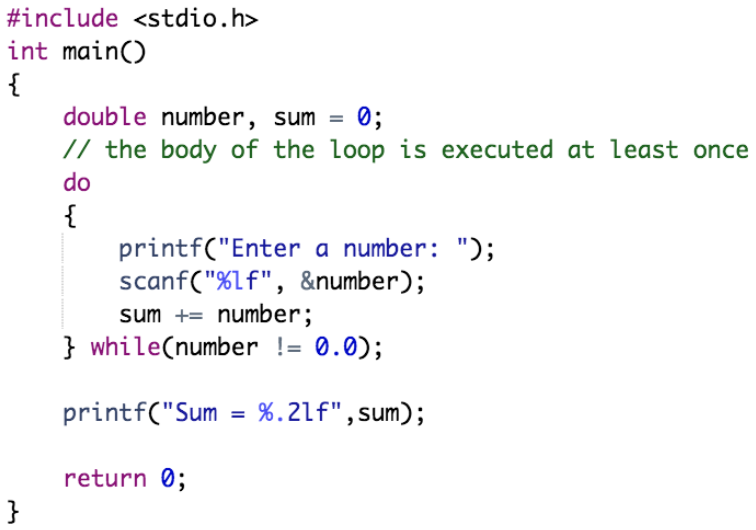 #include <stdio.h>
int main()
{
    double number, sum = 0;
    // the body of the loop is executed at least once
    do
    {
        printf("Enter a number: ");
        scanf("%lf", &number);
        sum += number;
    } while(number != 0.0);

    printf("Sum = %.2lf",sum);

    return 0;
}